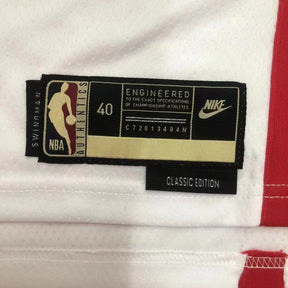 SWINGMAN
NBA
AUTHENTICS
40
ENGINEERED
TO THE EXACT SPECIFICATIONS
OF CHAMPIONSHIP ATHLETES
C72013404N
NIKE
CLASSIC EDITION